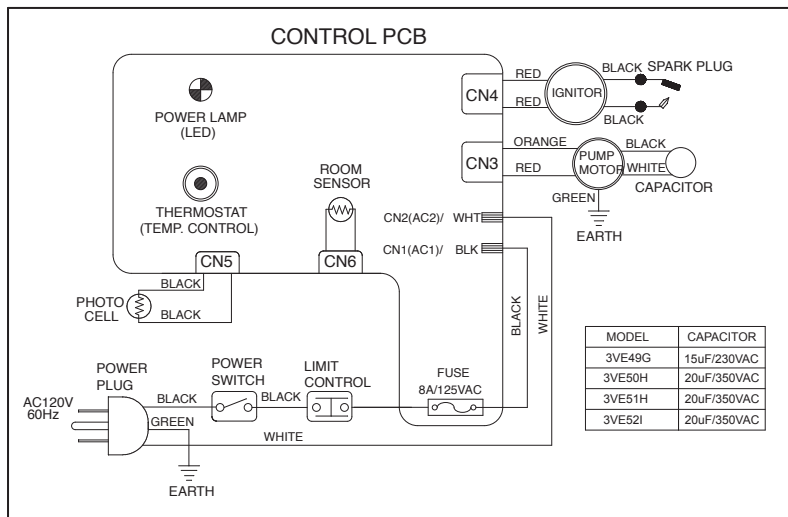 CONTROL PCB
POWER LAMP
(LED)
THERMOSTAT
(TEMP. CONTROL)
ROOM
SENSOR
CN4
RED
RED
IGNITOR
BLACK
SPARK PLUG
BLACK
CN3
ORANGE
RED
PUMP
MOTOR
BLACK
WHITE
CAPACITOR
GREEN
EARTH
CN2(AC2)/ WHT
CN1(AC1)/ BLK
CN5
CN6
BLACK
BLACK
PHOTO
CELL
BLACK
WHITE
POWER
PLUG
AC120V
60Hz
BLACK
GREEN
WHITE
EARTH
POWER
SWITCH
BLACK
LIMIT
CONTROL
FUSE
8A/125VAC
MODEL CAPACITOR
3VE49G 15uF/230VAC
3VE50H 20uF/350VAC
3VE51H 20uF/350VAC
3VE52I 20uF/350VAC